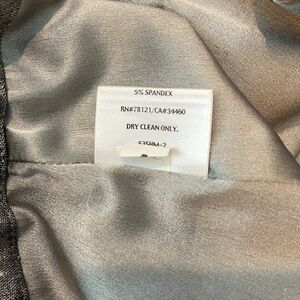 5% SPANDEX
RN#78121/CA#34460
DRY CLEAN ONLY.